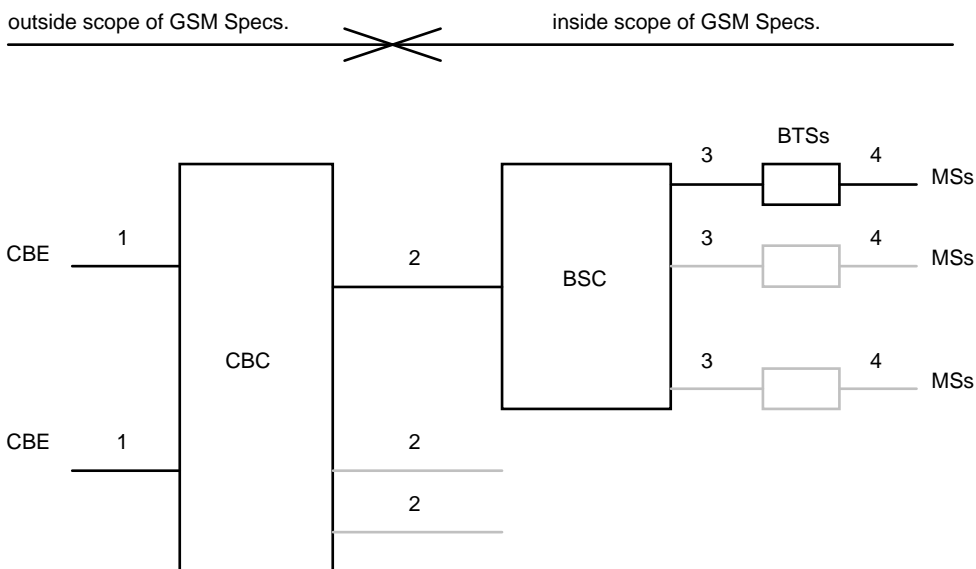 outside scope of GSM Specs. inside scope of GSM Specs.
BTSs
3 4 MSs
CBE 1 3 4 MSs
2
BSC
CBC
3 4 MSs
CBE 1 2
2